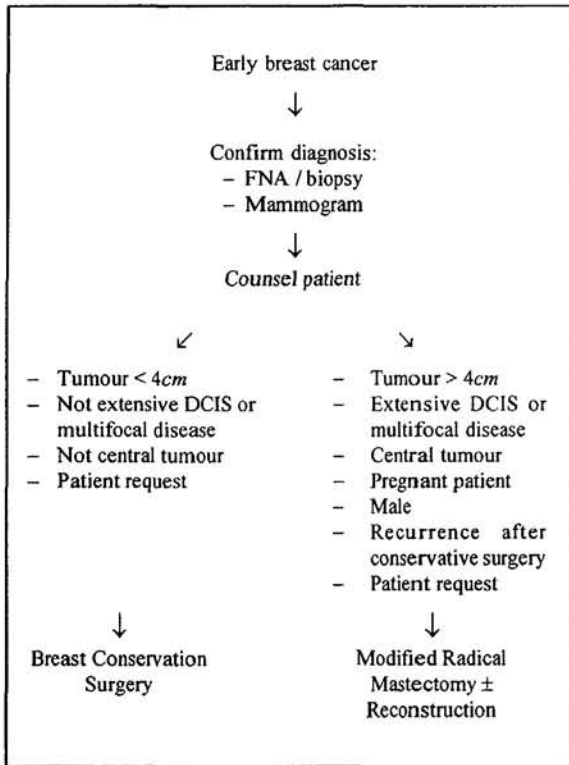 Early breast cancer
↓
Confirm diagnosis:
– FNA / biopsy
– Mammogram
↓
Counsel patient
↙
– Tumour < 4cm
– Not extensive DCIS or
multifocal disease
– Not central tumour
– Patient request
↓
Breast Conservation
Surgery
↘
– Tumour > 4cm
– Extensive DCIS or
multifocal disease
– Central tumour
– Pregnant patient
– Male
– Recurrence after
conservative surgery
– Patient request
↓
Modified Radical
Mastectomy ±
Reconstruction